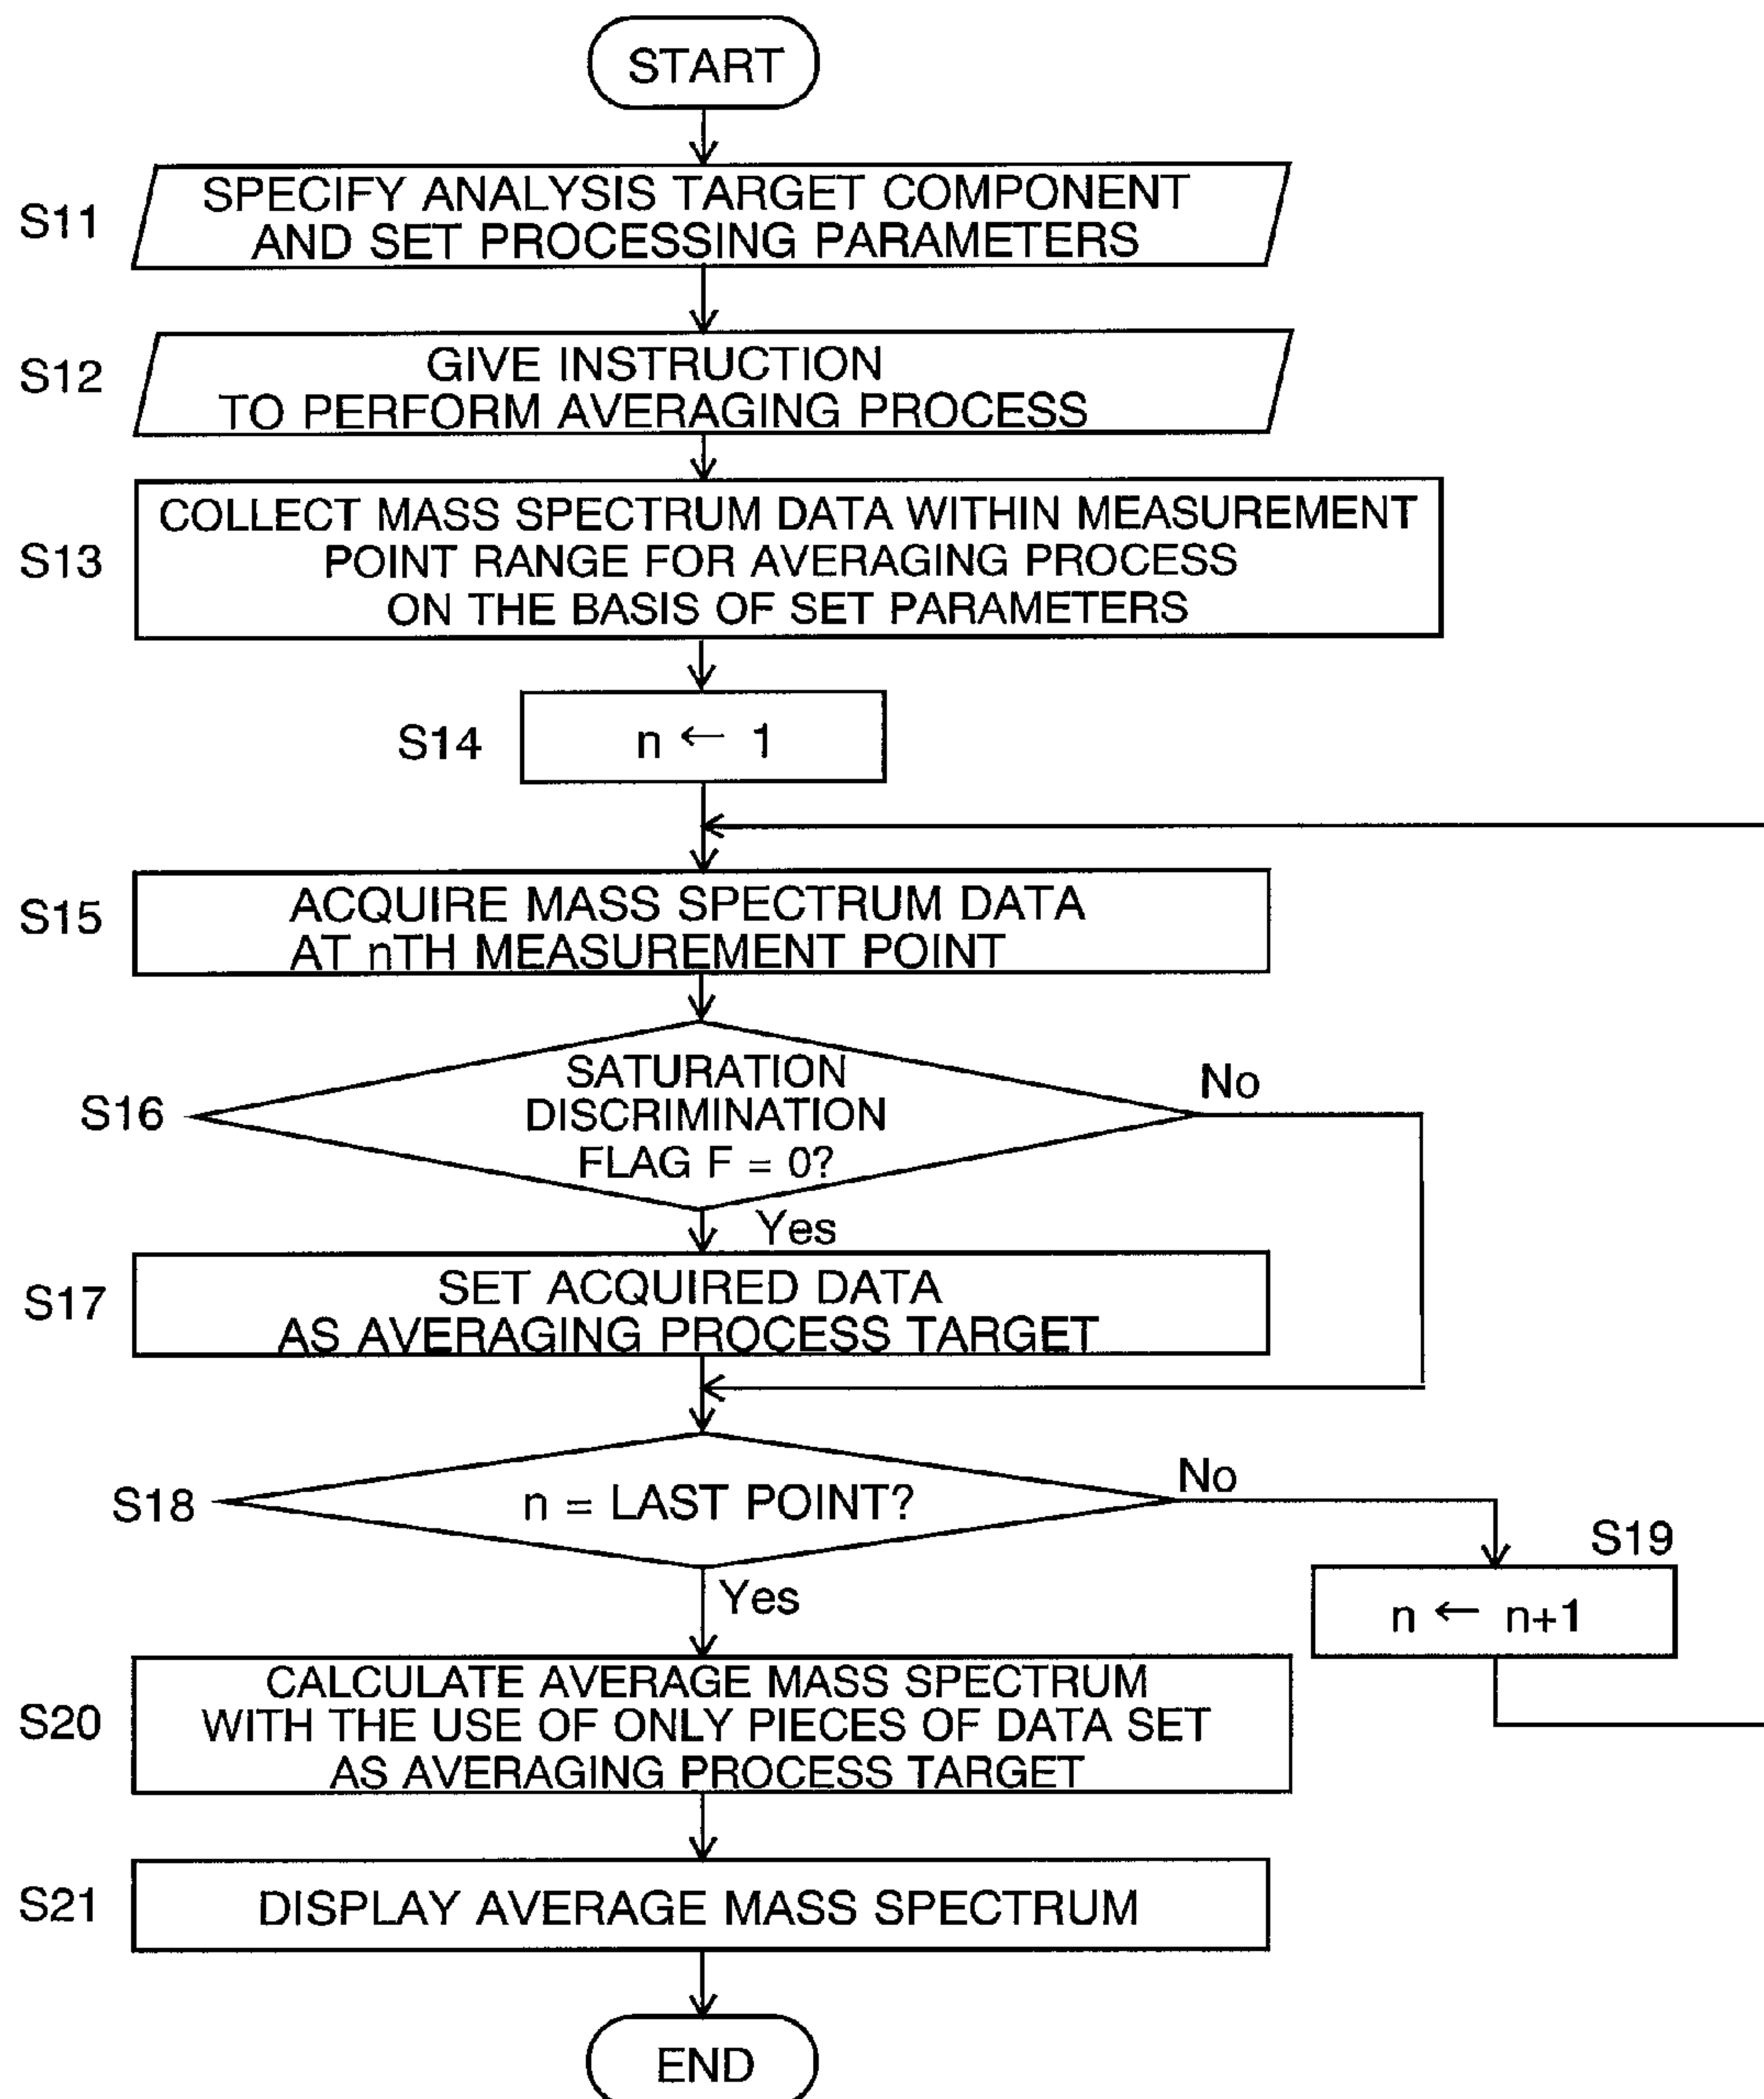 START
S11
SPECIFY ANALYSIS TARGET COMPONENT
AND SET PROCESSING PARAMETERS
S12
GIVE INSTRUCTION
TO PERFORM AVERAGING PROCESS
S13
COLLECT MASS SPECTRUM DATA WITHIN MEASUREMENT
POINT RANGE FOR AVERAGING PROCESS
ON THE BASIS OF SET PARAMETERS
S14
n ← 1
S15
ACQUIRE MASS SPECTRUM DATA
AT nTH MEASUREMENT POINT
S16
SATURATION
DISCRIMINATION
FLAG F = 0?
No
Yes
S17
SET ACQUIRED DATA
AS AVERAGING PROCESS TARGET
S18
n = LAST POINT?
No
S19
n ← n+1
Yes
S20
CALCULATE AVERAGE MASS SPECTRUM
WITH THE USE OF ONLY PIECES OF DATA SET
AS AVERAGING PROCESS TARGET
S21
DISPLAY AVERAGE MASS SPECTRUM
END